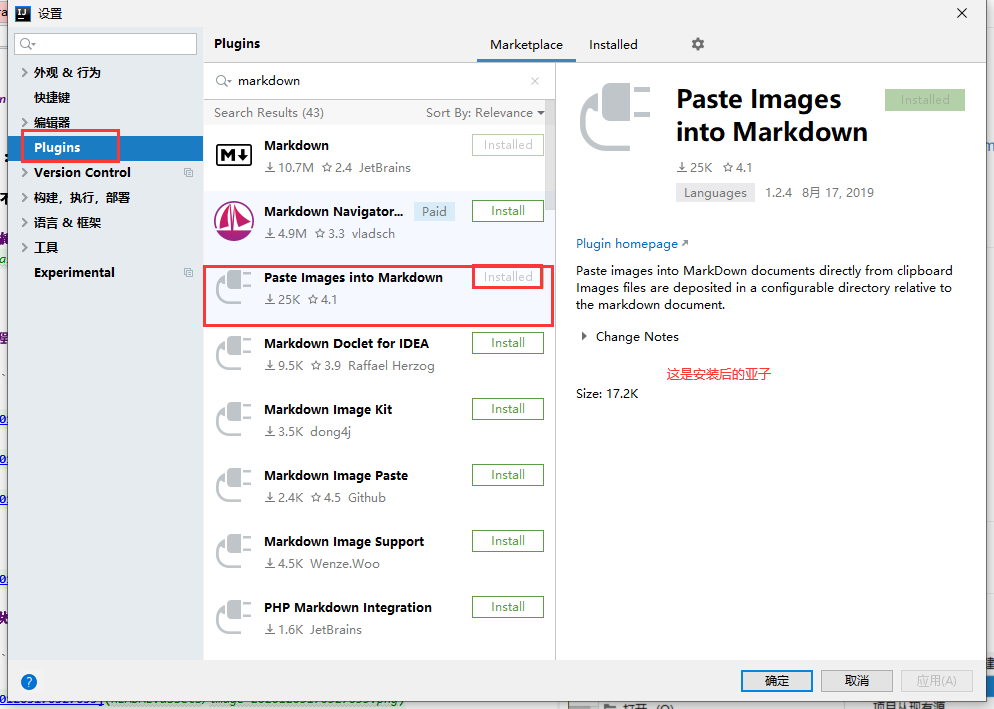 设置
Plugins
Marketplace
Installed
markdown
外观 & 行为
快捷键
编辑器
Plugins
Version Control
构建，执行，部署
语言 & 框架
工具
Experimental
Search Results (43)
Sort By: Relevance
Markdown
Installed
10.7M 2.4 JetBrains
Markdown Navigator...
Paid
Install
4.9M 3.3 vladsch
Paste Images into Markdown
Installed
25K 4.1
Markdown Doclet for IDEA
Install
9.5K 3.9 Raffael Herzog
Markdown Image Kit
Install
3.5K dong4j
Markdown Image Paste
Install
2.4K 4.5 Github
Markdown Image Support
Install
4.5K Wenze.Woo
PHP Markdown Integration
Install
1.6K JetBrains
Paste Images
into Markdown
Installed
25K 4.1
Languages
1.2.4
8月 17, 2019
Plugin homepage
Paste images into MarkDown documents directly from clipboard
Images files are deposited in a configurable directory relative to
the markdown document.
Change Notes
这是安装后的亚子
Size: 17.2K
?
确定
取消
应用(A)